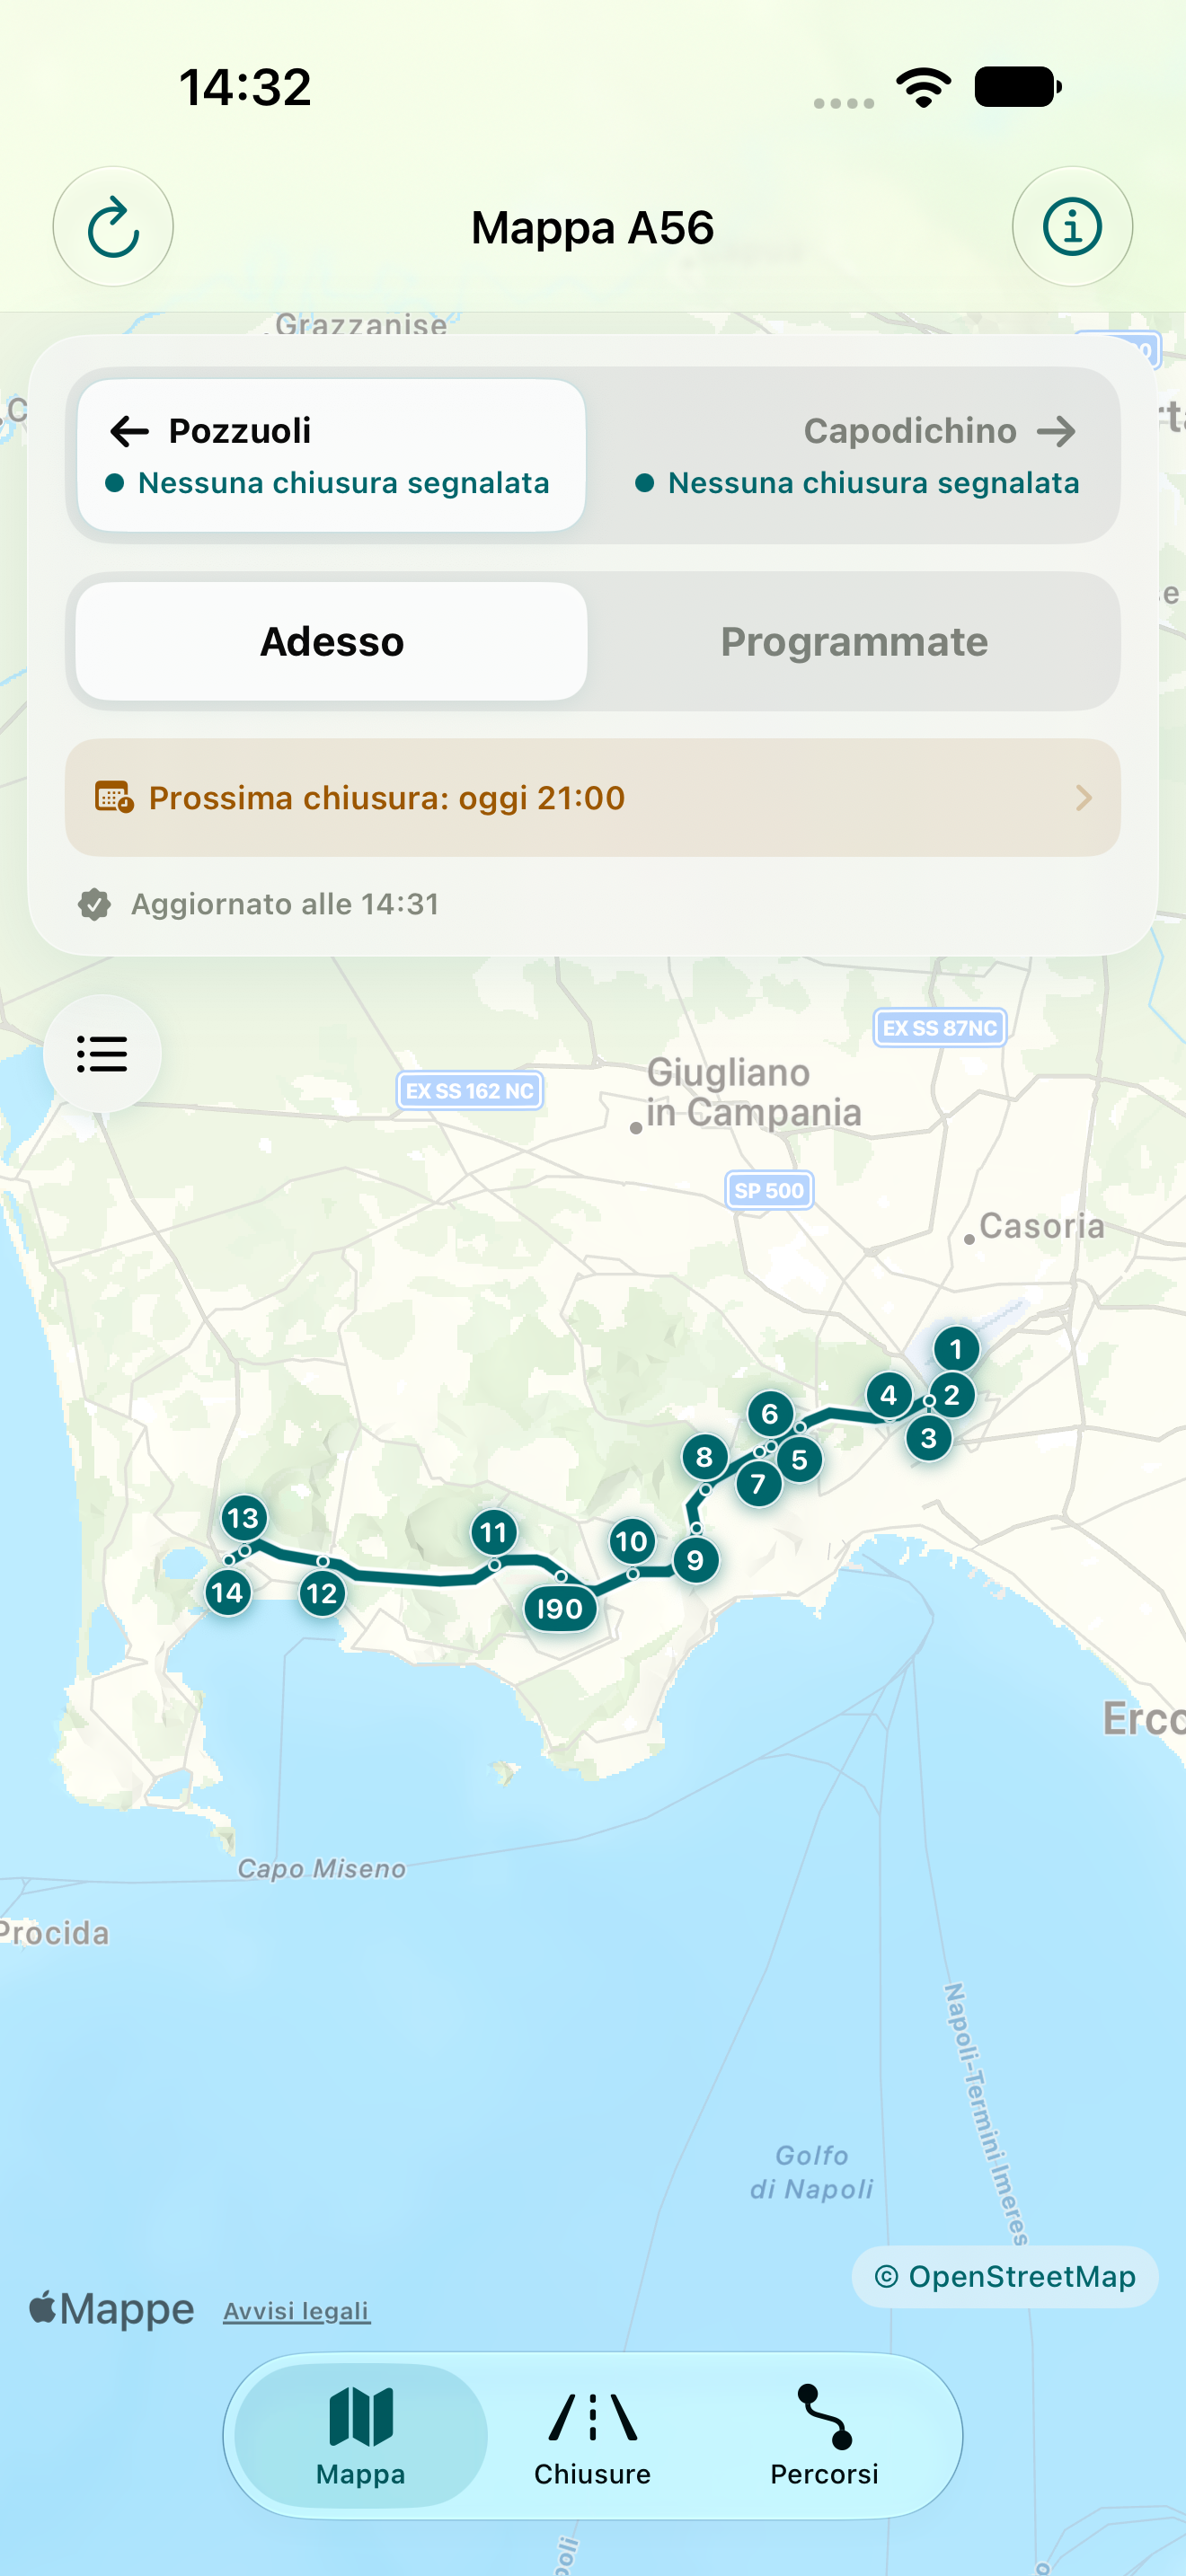 14:32
Mappa A56
Grazzanise
Pozzuoli
Capodichino
Nessuna chiusura segnalata
Nessuna chiusura segnalata
Adesso
Programmate
Prossima chiusura: oggi 21:00
Aggiornato alle 14:31
EX SS 87NC
Giugliano
in Campania
EX SS 162 NC
SP 500
Casoria
1
4
2
6
3
8
5
7
13
11
10
9
14
12
I90
Erco
Capo Miseno
Procida
Napoli-Termini Imeres
Golfo
di Napoli
© OpenStreetMap
Mappe
Avvisi legali
Mappa
Chiusure
Percorsi